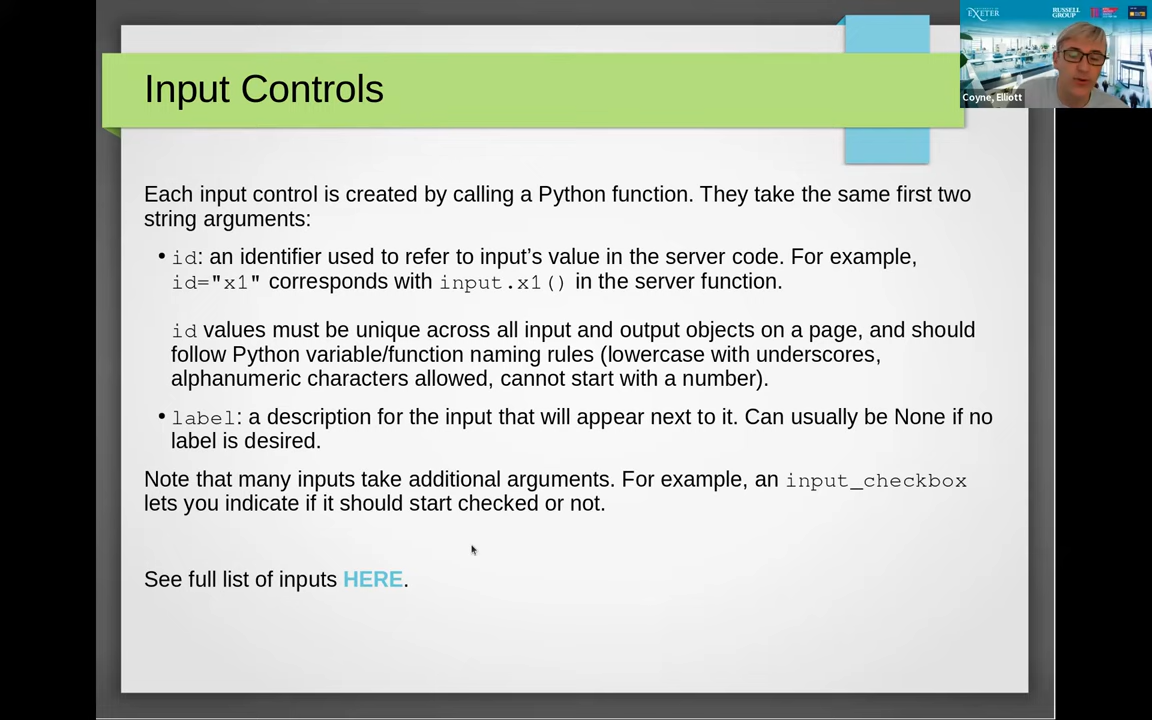 EXETER
RUSSELL
GROUP
Coyne, Elliott
Input Controls
Each input control is created by calling a Python function. They take the same first two
string arguments:
• id: an identifier used to refer to input’s value in the server code. For example,
id="x1" corresponds with input.x1() in the server function.
id values must be unique across all input and output objects on a page, and should
follow Python variable/function naming rules (lowercase with underscores,
alphanumeric characters allowed, cannot start with a number).
• label: a description for the input that will appear next to it. Can usually be None if no
label is desired.
Note that many inputs take additional arguments. For example, an input_checkbox
lets you indicate if it should start checked or not.
See full list of inputs HERE.